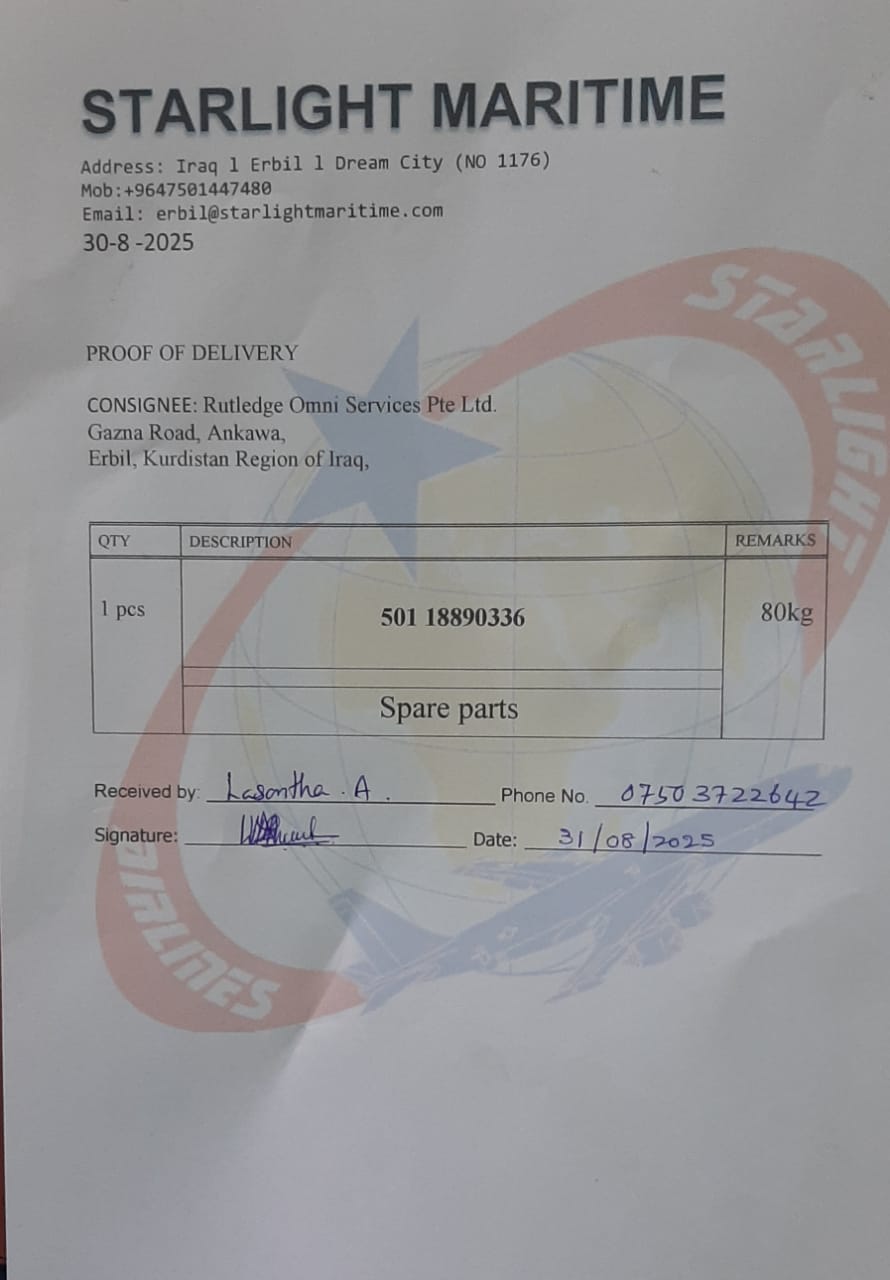 STARLIGHT MARITIME
Address: Iraq l Erbil l Dream City (NO 1176)
Mob:+9647501447480
Email: erbil@starlightmaritime.com
30-8 -2025
STARLIGHT
PROOF OF DELIVERY
CONSIGNEE: Rutledge Omni Services Pte Ltd.
Gazna Road, Ankawa,
Erbil, Kurdistan Region of Iraq,
QTY DESCRIPTION REMARKS
1 pcs 501 18890336 80kg
Spare parts
Received by: Lasantha . A . Phone No. 0750 3722642
Signature: Date: 31/08/2025
AIRLINES